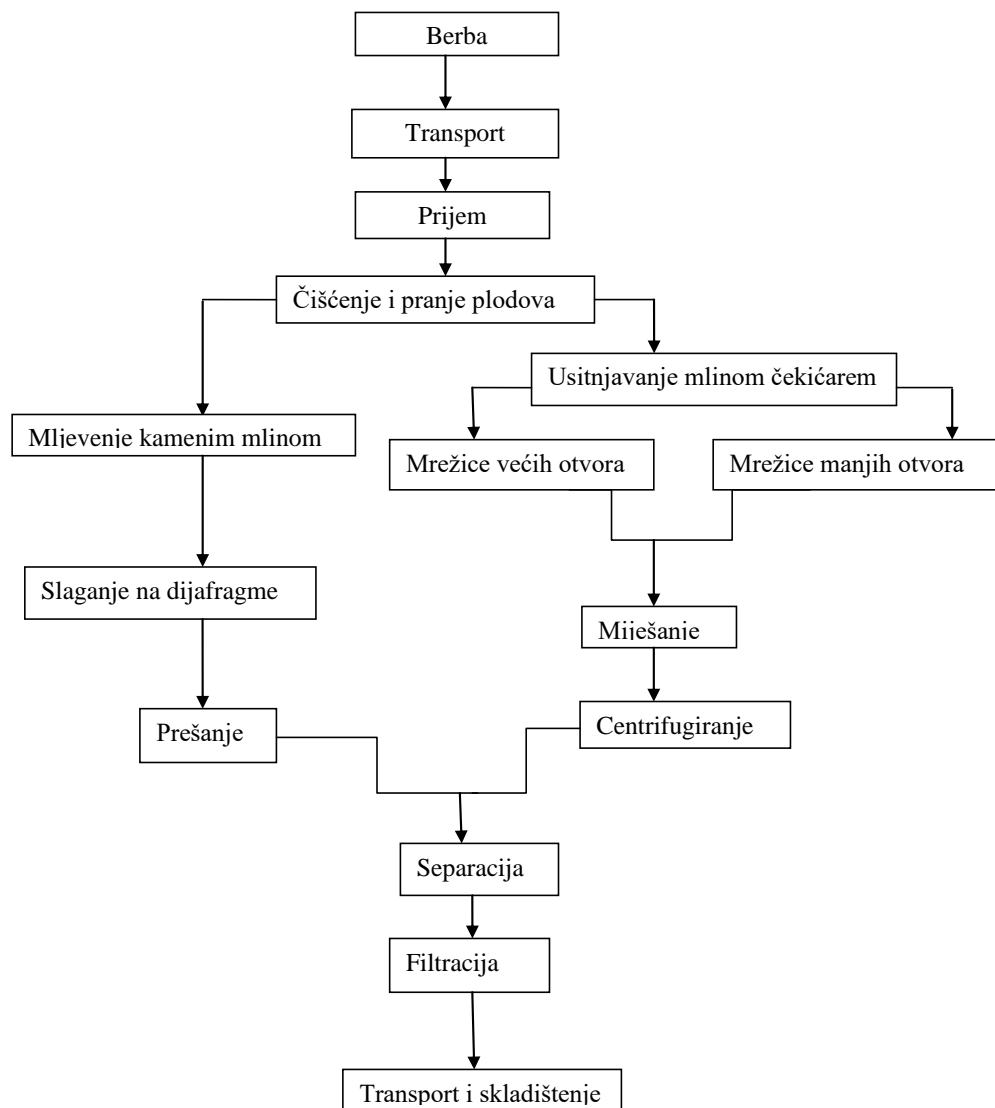 Berba
Transport
Prijem
Čišćenje i pranje plodova
Usitnjavanje mlinom čekićarem
Mljevenje kamenim mlinom
Mrežice većih otvora
Mrežice manjih otvora
Slaganje na dijafragme
Miješanje
Prešanje
Centrifugiranje
Separacija
Filtracija
Transport i skladištenje